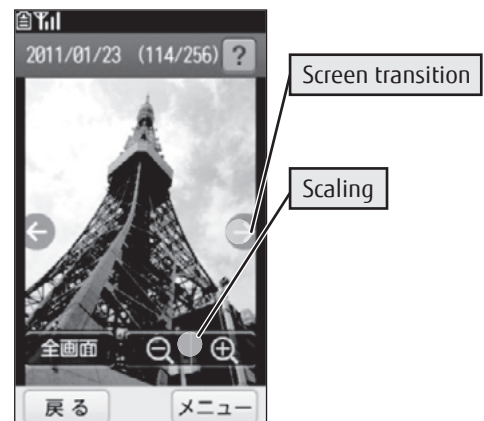 2011/01/23 (114/256) ?
Screen transition
Scaling
全画面
戻る メニュー